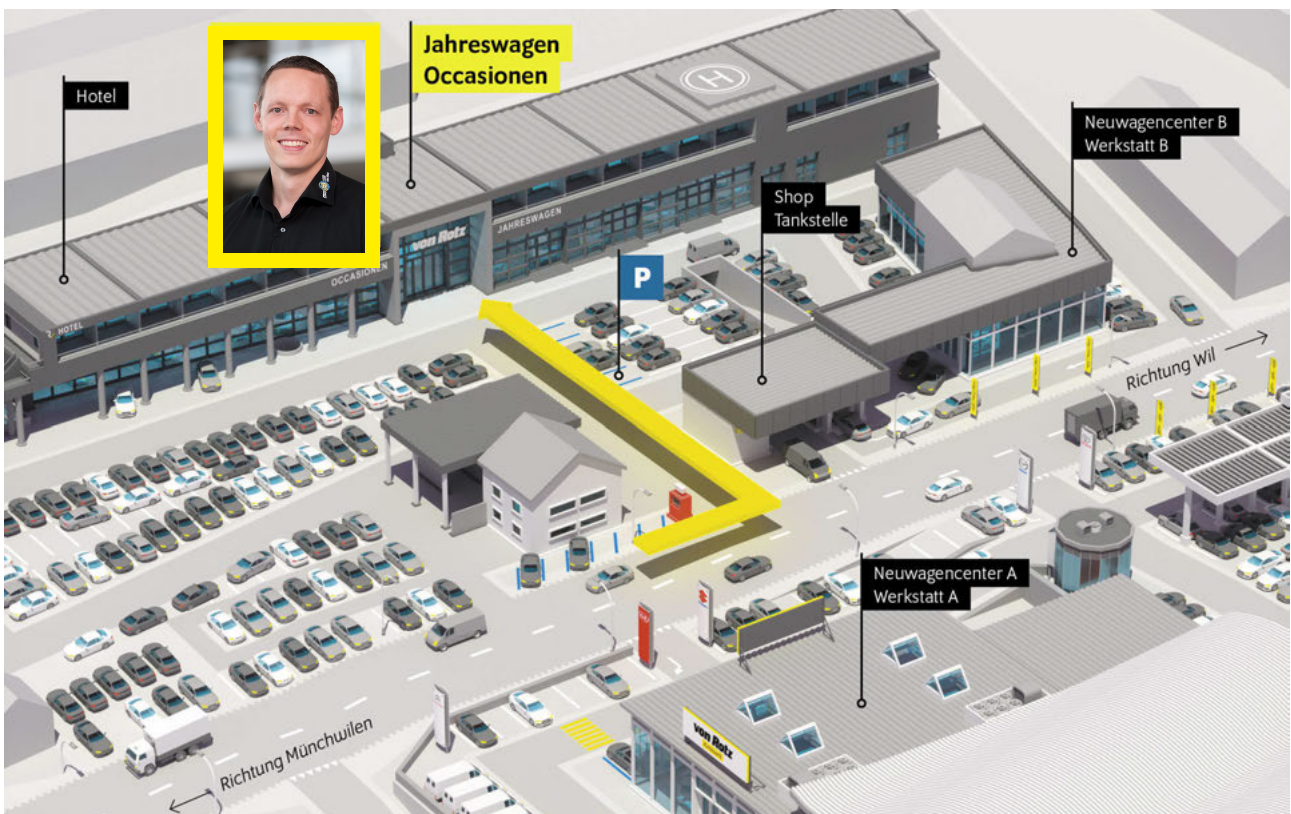 Jahreswagen
Occasionen
Hotel
Neuwagencenter B
Werkstatt B
Shop
Tankstelle
von Rotz
JAHRESWAGEN
OCCASIONEN
P
H
HOTEL
Richtung Wil
Neuwagencenter A
Werkstatt A
von Rotz
Richtung Münchwilen